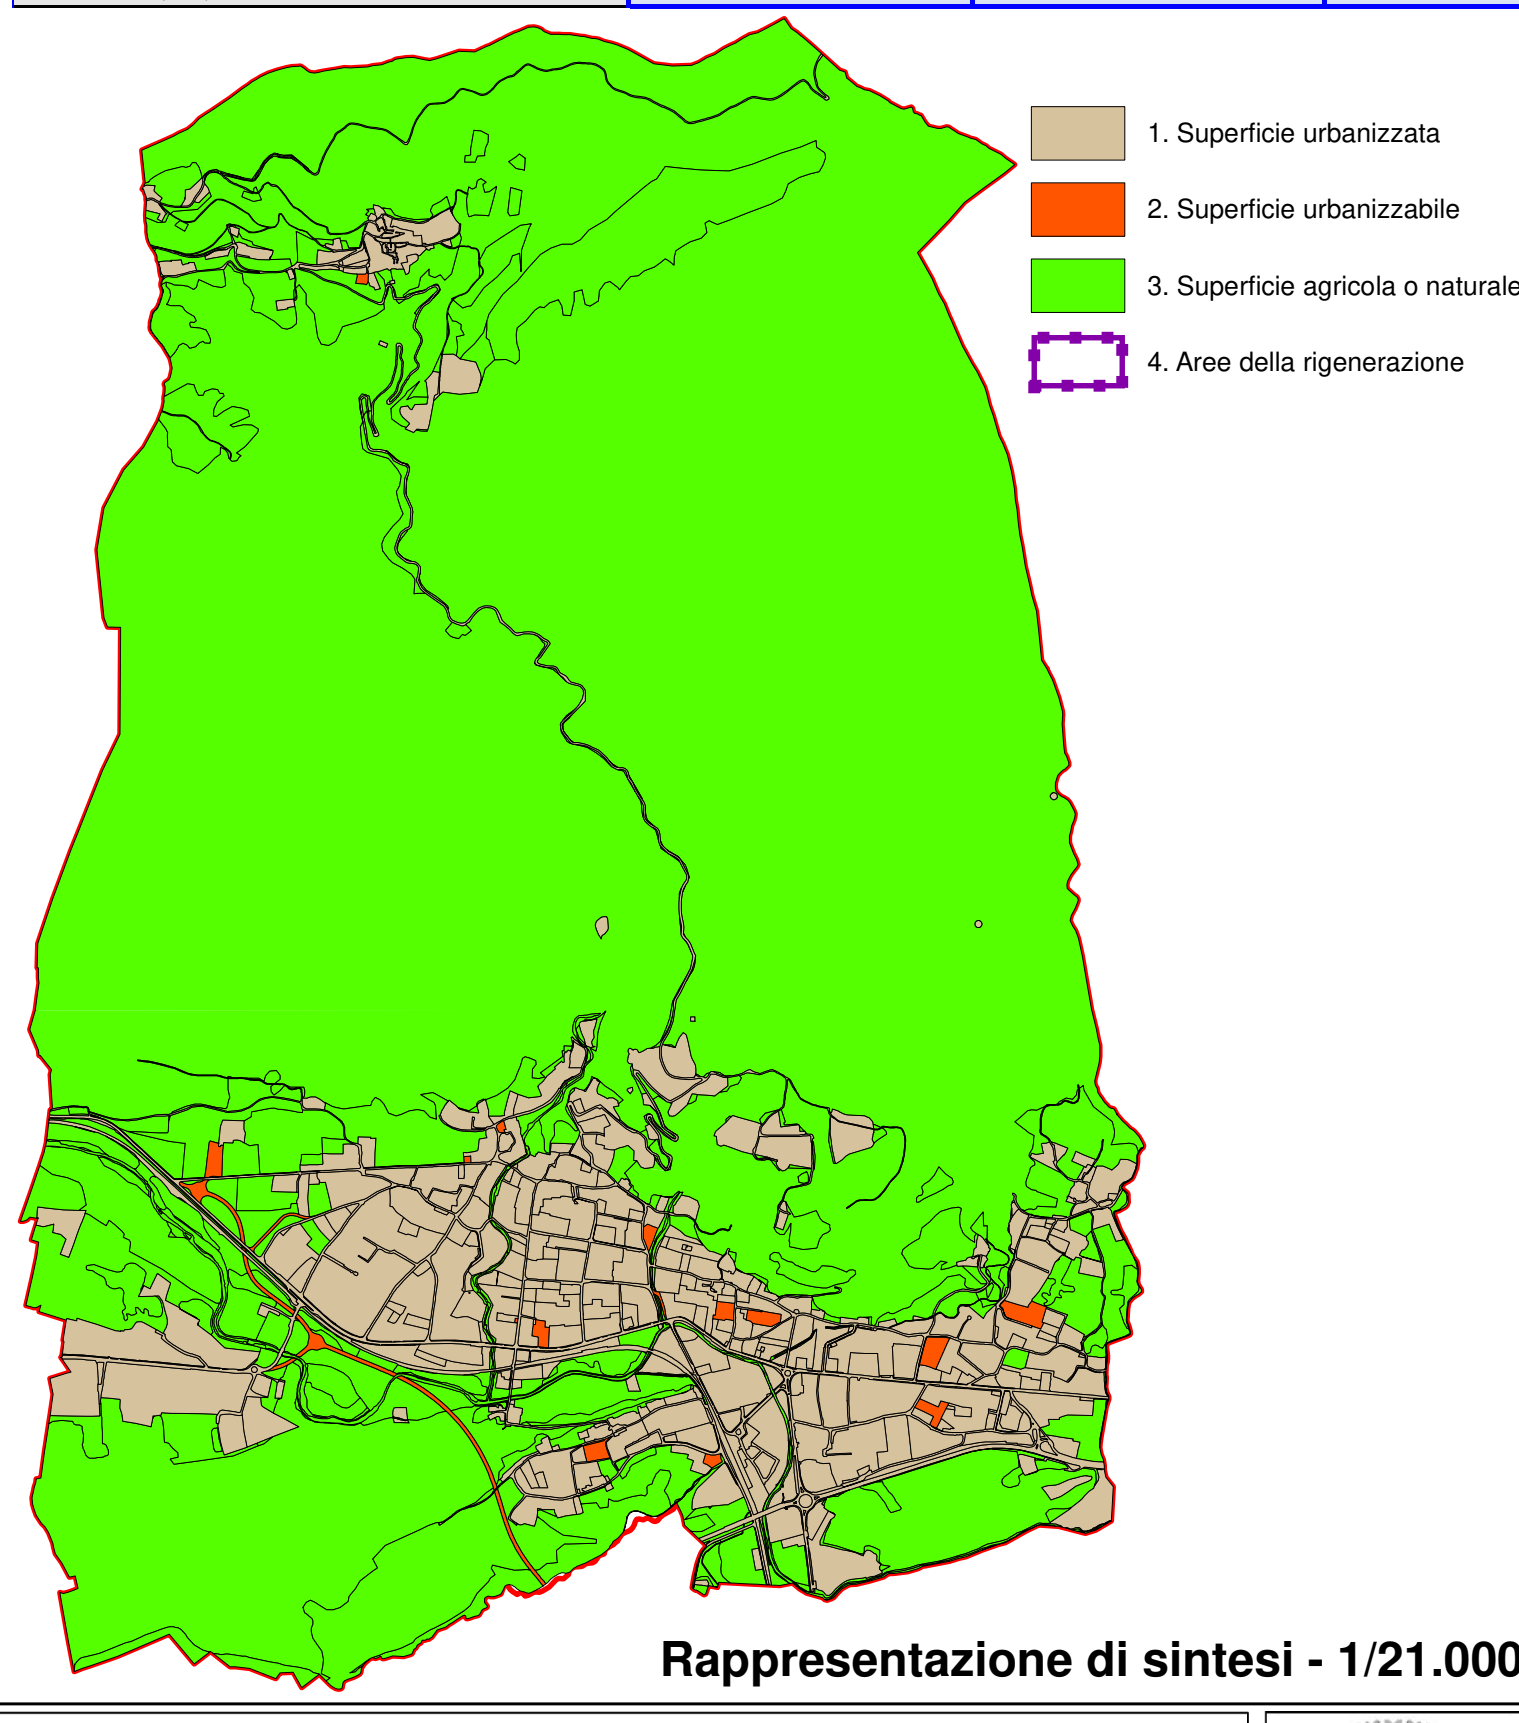 1. Superficie urbanizzata
2. Superficie urbanizzabile
3. Superficie agricola o naturale
4. Aree della rigenerazione
Rappresentazione di sintesi - 1/21.000